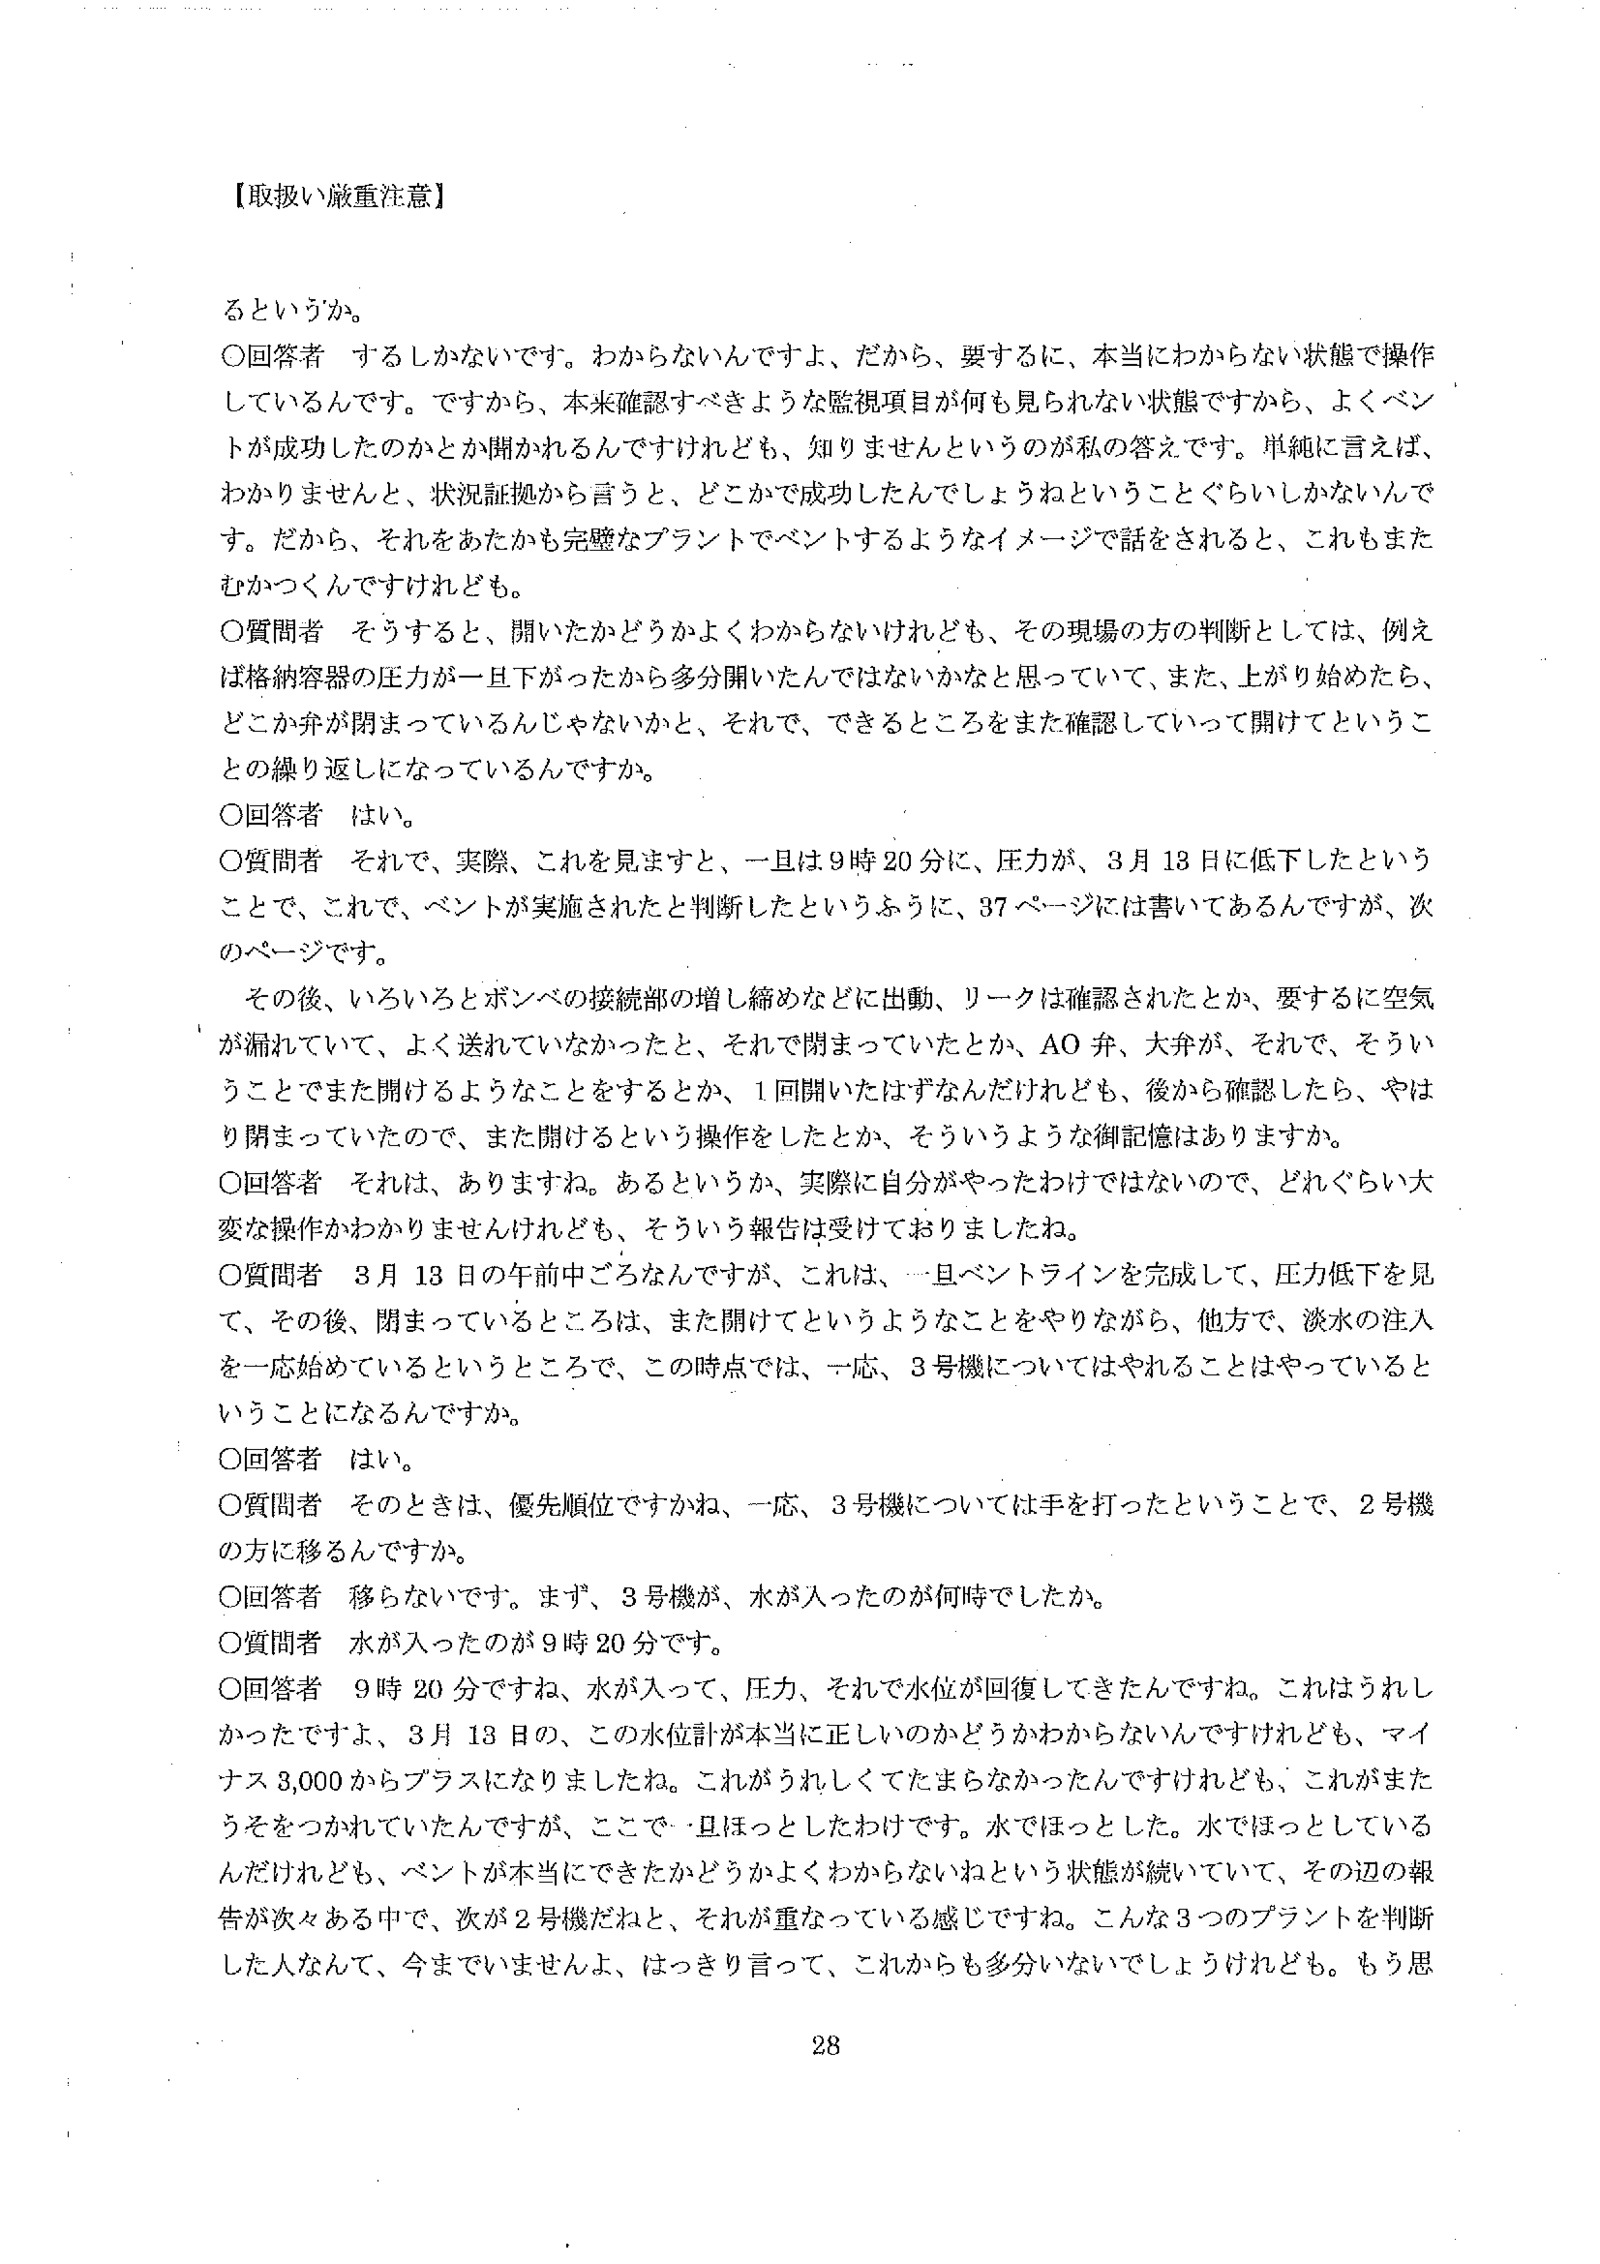 【取扱い厳重注意】
るというか。
○回答者　するしかないです。わからないんですよ、だから、要するに、本当にわからない状態で操作
しているんです。ですから、本来確認すべきような監視項目が何も見られない状態ですから、よくベン
トが成功したのかとか聞かれるんですけれども、知りませんというのが私の答えです。単純に言えば、
わかりませんと、状況証拠から言うと、どこかで成功したんでしょうねということぐらいしかないんで
す。だから、それをあたかも完璧なプラントでベントするようなイメージで話をされると、これもまた
むかつくんですけれども。
○質問者　そうすると、開いたかどうかよくわからないけれども、その現場の方の判断としては、例え
ば格納容器の圧力が一旦下がったから多分開いたんではないかなと思っていて、また、上がり始めたら、
どこか弁が閉まっているんじゃないかと、それで、できるところをまた確認していって開けてというこ
との繰り返しになっているんですか。
○回答者　はい。
○質問者　それで、実際、これを見ますと、一旦は９時20分に、圧力が、３月 13 日に低下したという
ことで、これで、ベントが実施されたと判断したというふうに、37ページには書いてあるんですが、次
のページです。
　その後、いろいろとボンベの接続部の増し締めなどに出動、リークは確認されたとか、要するに空気
が漏れていて、よく送れていなかったと、それで閉まっていたとか、AO 弁、大弁が、それで、そうい
うことでまた開けるようなことをするとか、１回開いたはずなんだけれども、後から確認したら、やは
り閉まっていたので、また開けるという操作をしたとか、そういうような御記憶はありますか。
○回答者　それは、ありますね。あるというか、実際に自分がやったわけではないので、どれぐらい大
変な操作かわかりませんけれども、そういう報告は受けておりましたね。
○質問者　３月 13 日の午前中ごろなんですが、これは、一旦ベントラインを完成して、圧力低下を見
て、その後、閉まっているところは、また開けてというようなことをやりながら、他方で、淡水の注入
を一応始めているというところで、この時点では、一応、３号機についてはやれることはやっていると
いうことになるんですか。
○回答者　はい。
○質問者　そのときは、優先順位ですかね、一応、３号機については手を打ったということで、２号機
の方に移るんですか。
○回答者　移らないです。まず、３号機が、水が入ったのが何時でしたか。
○質問者　水が入ったのが９時20分です。
○回答者　９時 20 分ですね、水が入って、圧力、それで水位が回復してきたんですね。これはうれし
かったですよ、３月 13 日の、この水位計が本当に正しいのかどうかわからないんですけれども、マイ
ナス3,000からプラスになりましたね。これがうれしくてたまらなかったんですけれども、これがまた
うそをつかれていたんですが、ここで一旦ほっとしたわけです。水でほっとした。水でほっとしている
んだけれども、ベントが本当にできたかどうかよくわからないねという状態が続いていて、その辺の報
告が次々ある中で、次が２号機だねと、それが重なっている感じですね。こんな３つのプラントを判断
した人なんて、今までいませんよ、はっきり言って、これからも多分いないでしょうけれども。もう思
28